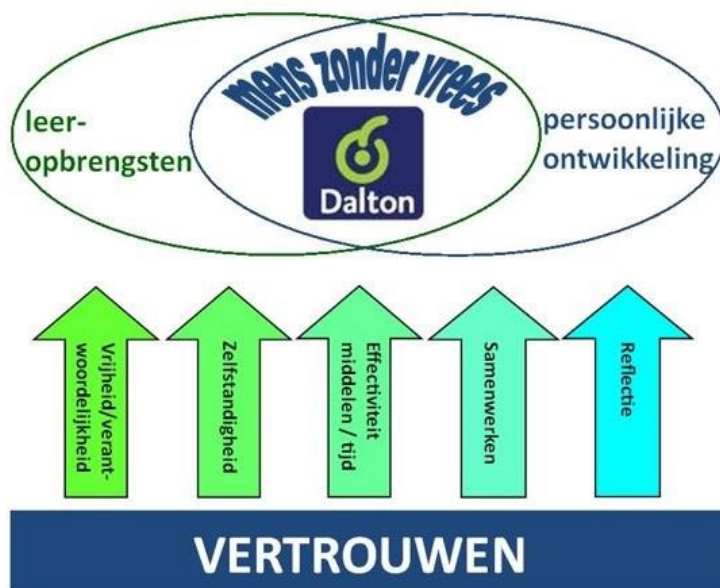 mens zonder vrees
leer-
opbrengsten
persoonlijke
ontwikkeling
Dalton
Vrijheid/verant-
woordelijkheid
Zelfstandigheid
Effectiviteit
middelen / tijd
Samenwerken
Reflectie
VERTROUWEN